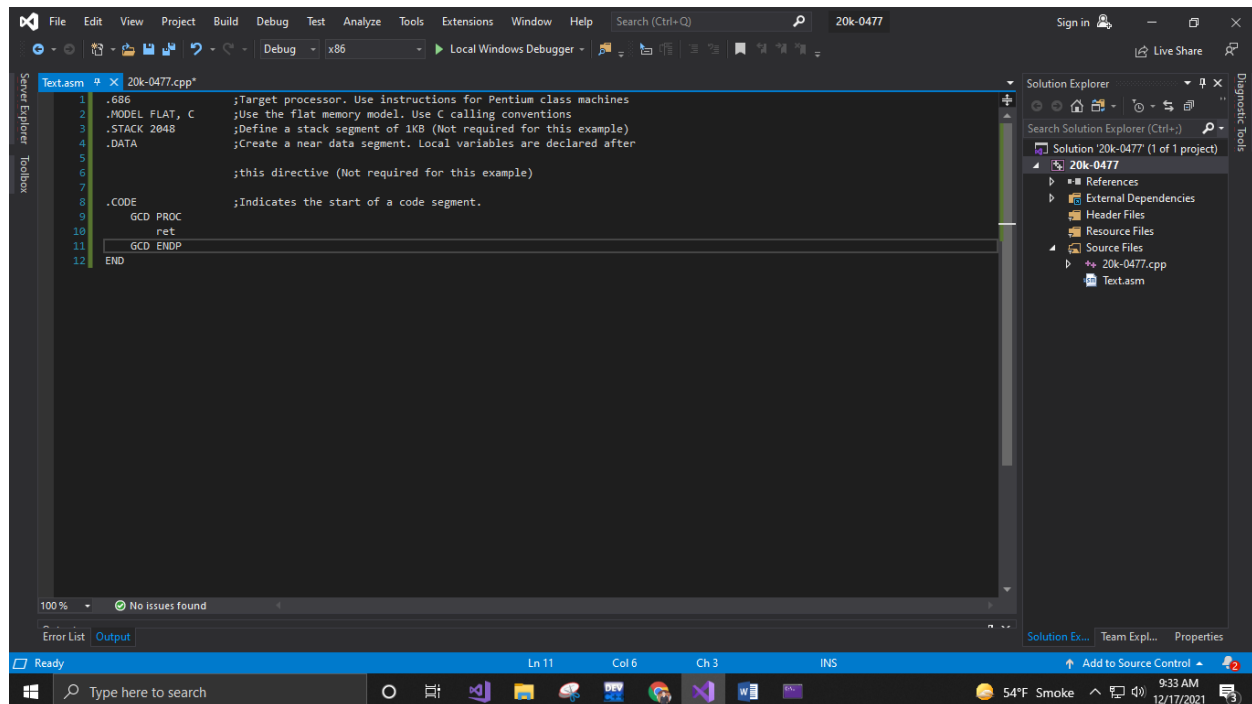 File Edit View Project Build Debug Test Analyze Tools Extensions Window Help Search (Ctrl+Q) 20k-0477 Sign in
Debug x86 Local Windows Debugger Live Share
Server Explorer
Toolbox
Text.asm 20k-0477.cpp*
1 .686 ;Target processor. Use instructions for Pentium class machines
2 .MODEL FLAT, C ;Use the flat memory model. Use C calling conventions
3 .STACK 2048 ;Define a stack segment of 1KB (Not required for this example)
4 .DATA ;Create a near data segment. Local variables are declared after
5
6 ;this directive (Not required for this example)
7
8 .CODE ;Indicates the start of a code segment.
9 GCD PROC
10 ret
11 GCD ENDP
12 END
100 % No issues found
Error List Output
Solution Explorer
Search Solution Explorer (Ctrl+;)
Solution '20k-0477' (1 of 1 project)
20k-0477
References
External Dependencies
Header Files
Resource Files
Source Files
20k-0477.cpp
Text.asm
Solution Ex... Team Expl... Properties
Diagnostic Tools
Ready Ln 11 Col 6 Ch 3 INS Add to Source Control 2
Type here to search DEV 54°F Smoke 9:33 AM
12/17/2021 3